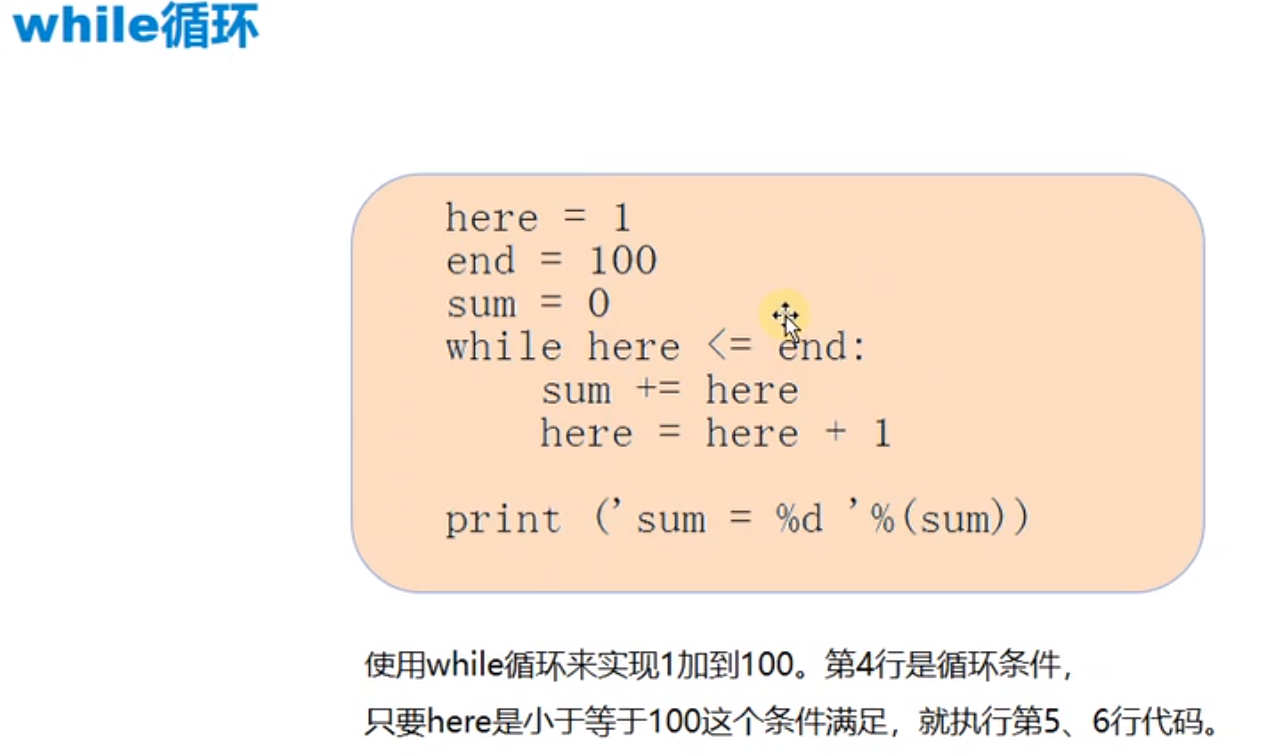 while循环
here = 1
end = 100
sum = 0
while here <= end:
    sum += here
    here = here + 1
print ('sum = %d '%(sum))
使用while循环来实现1加到100。第4行是循环条件，
只要here是小于等于100这个条件满足，就执行第5、6行代码。